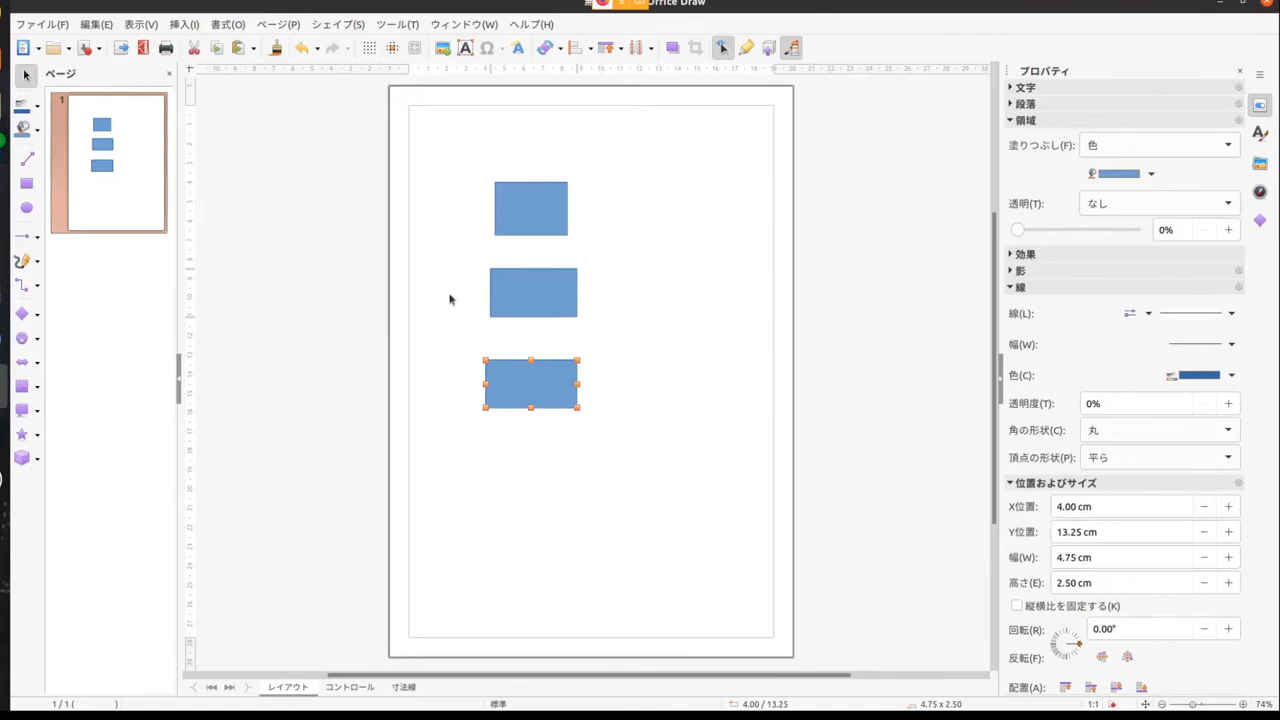 Office Draw
ファイル(F) 編集(E) 表示(V) 挿入(I) 書式(O) ページ(P) シェイプ(S) ツール(T) ウィンドウ(W) ヘルプ(H)
ページ
1
プロパティ
文字
段落
領域
塗りつぶし(F): 色
透明(T): なし
0%
効果
影
線
線(L):
幅(W):
色(C):
透明度(T): 0%
角の形状(C): 丸
頂点の形状(P): 平ら
位置およびサイズ
X位置: 4.00 cm
Y位置: 13.25 cm
幅(W): 4.75 cm
高さ(E): 2.50 cm
縦横比を固定する(K)
回転(R): 0.00°
反転(F):
配置(A):
レイアウト コントロール 寸法線
1 / 1 ( ) 標準 4.00 / 13.25 4.75 x 2.50 1:1 74%